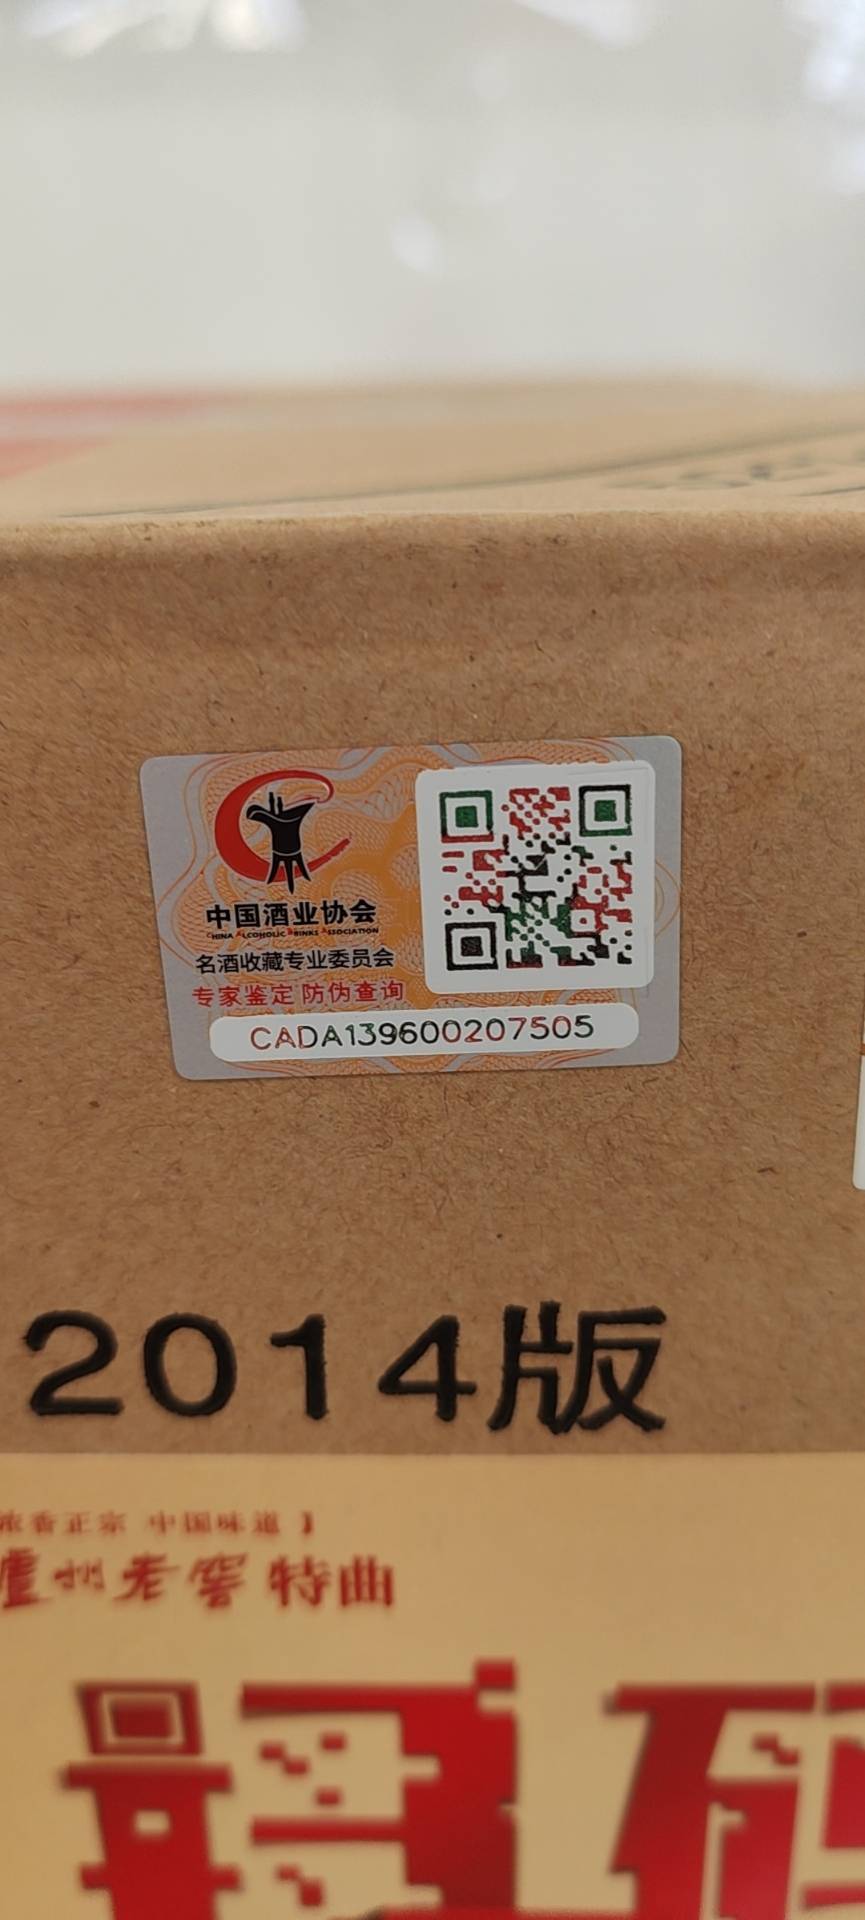 中国酒业协会
CHINA ALCOHOLIC DRINKS ASSOCIATION
名酒收藏专业委员会
专家鉴定 防伪查询
CADA139600207505
2014版
浓香正宗 中国味道】
泸州老窖 特曲
码